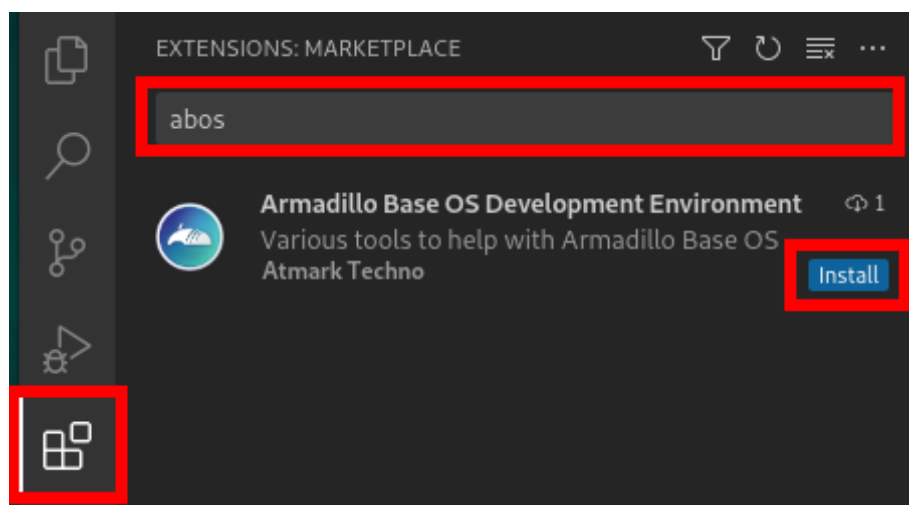 EXTENSIONS: MARKETPLACE
abos
Armadillo Base OS Development Environment 1
Various tools to help with Armadillo Base OS
Atmark Techno Install